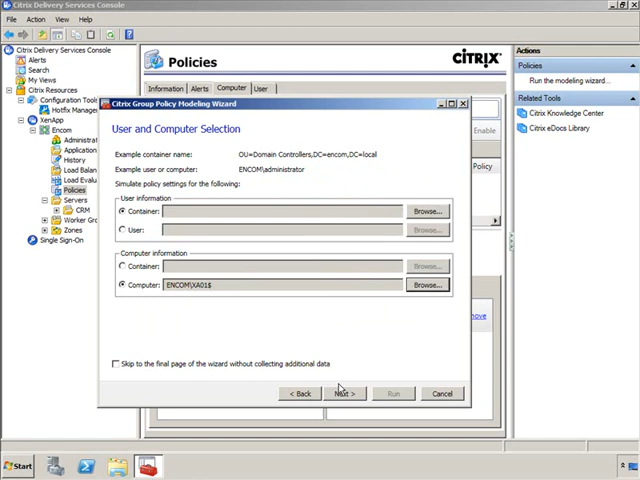 Citrix Delivery Services Console
File Action View Help
Citrix Delivery Services Console
Alerts
Search
My Views
Citrix Resources
Configuration Tools
Hotfix Manager
XenApp
Encom
Administra
Application
History
Load Balan
Load Evalua
Policies
Servers
CRM
Worker Gro
Zones
Single Sign-On
Policies
CITRIX
Information Alerts Computer User
Enable
Policy
Citrix Group Policy Modeling Wizard
User and Computer Selection
Example container name: OU=Domain Controllers,DC=encom,DC=local
Example user or computer: ENCOM\administrator
Simulate policy settings for the following:
User information
Container: Browse...
User: Browse...
Computer information
Container: Browse...
Computer: ENCOM\XA01$ Browse...
Skip to the final page of the wizard without collecting additional data
< Back Next > Run Cancel
Actions
Policies
Run the modeling wizard...
Related Tools
Citrix Knowledge Center
Citrix eDocs Library
Start